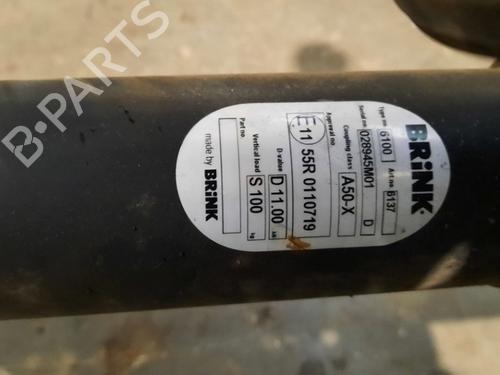 BRINK.
Type no 6100 Art no 6137
Serial no 028945M01 D
Coupling class A50-X
Approval no
E11 55R 0110719
D value D 11.00 kN
Vertical load S 100 kg
Part no
made by BRINK
B-PARTS